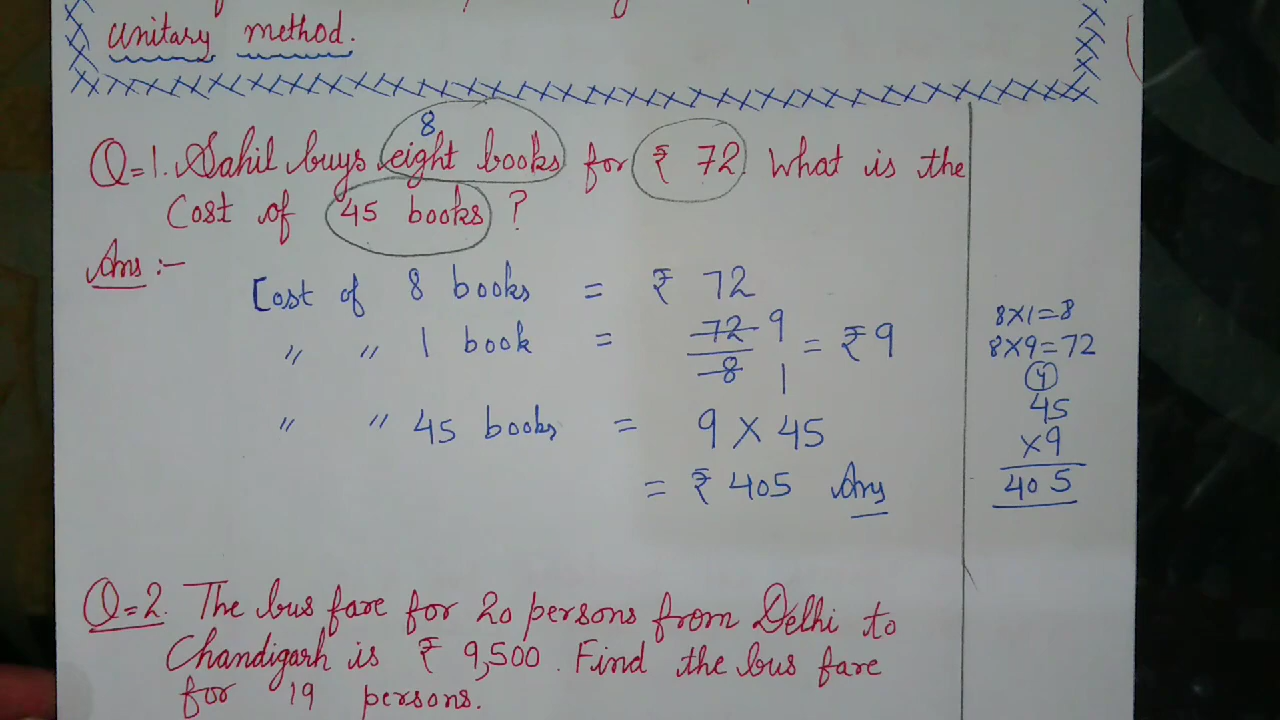 unitary method.
8
Q=1. Sahil buys eight books for ₹ 72. What is the
Cost of 45 books ?
Ans :-
Cost of 8 books = ₹ 72
" " 1 book = 72 9 / 8 1 = ₹ 9
" " 45 books = 9 × 45
= ₹ 405 Ans
8×1=8
8×9=72
4
45
×9
405
Q=2. The bus fare for 20 persons from Delhi to
Chandigarh is ₹ 9,500. Find the bus fare
for 19 persons.